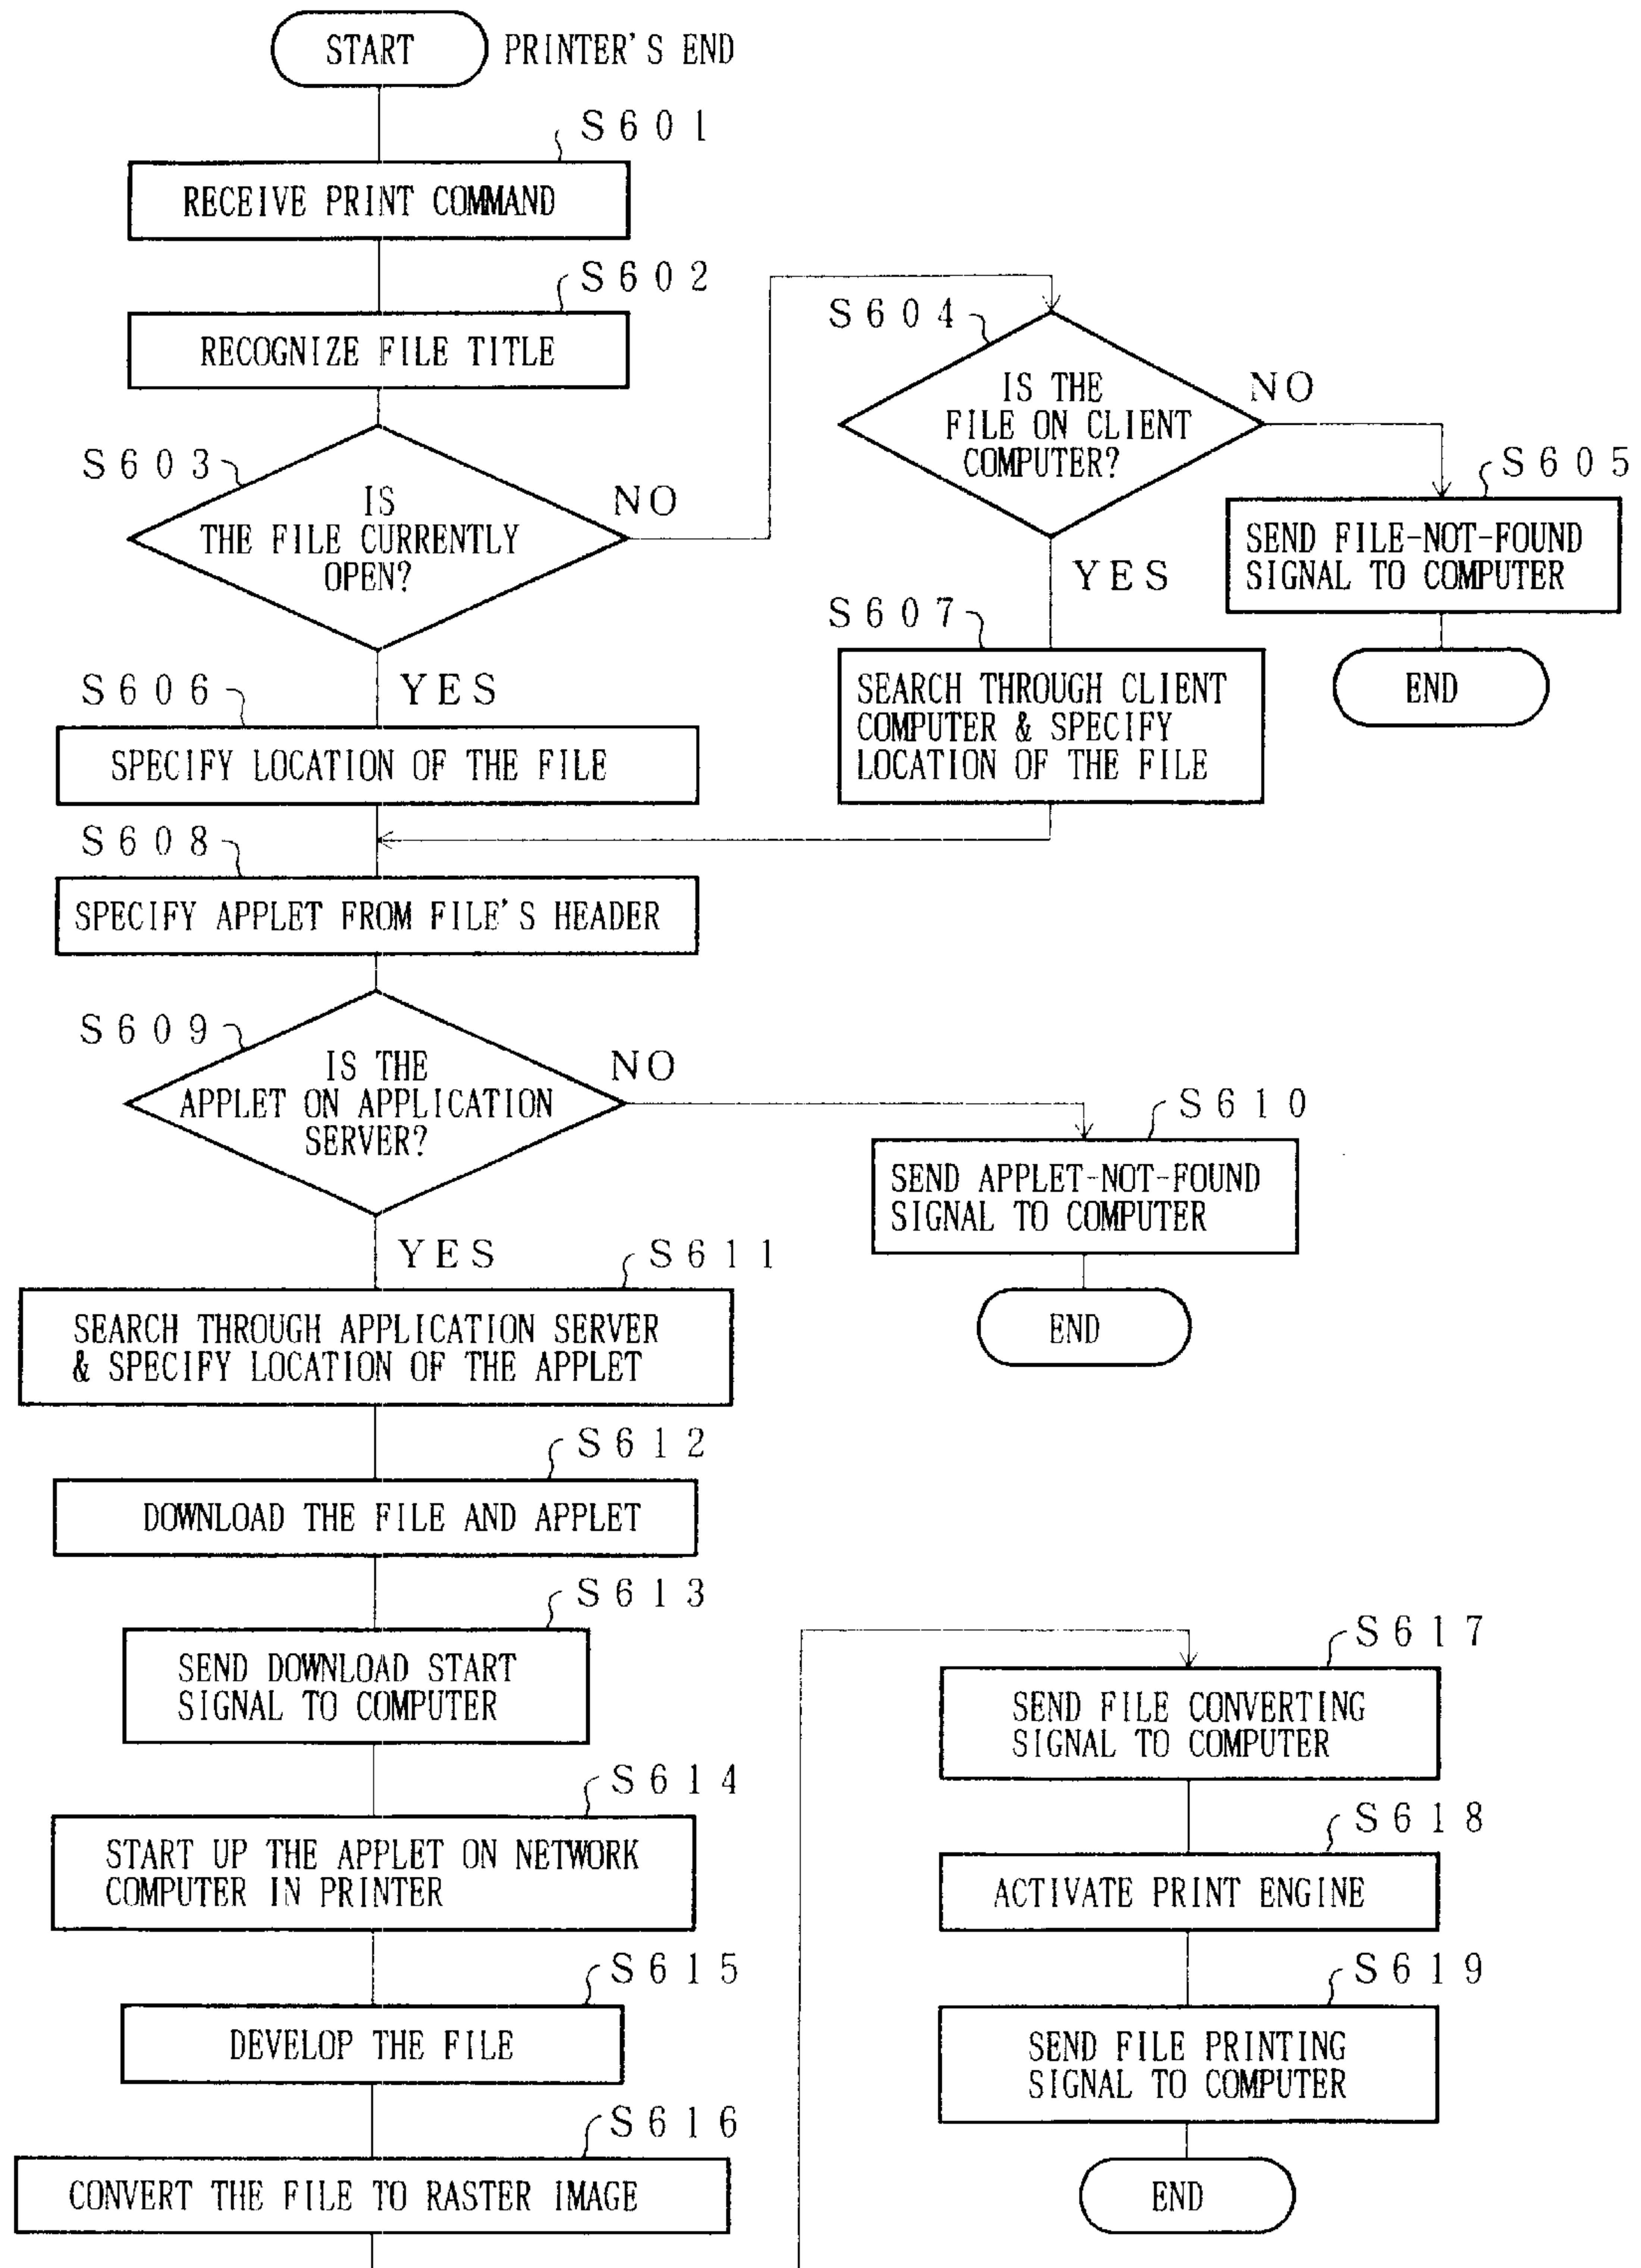 START
PRINTER'S END
S601
RECEIVE PRINT COMMAND
S602
RECOGNIZE FILE TITLE
S603
IS
THE FILE CURRENTLY
OPEN?
NO
YES
S604
IS THE
FILE ON CLIENT
COMPUTER?
NO
YES
S605
SEND FILE-NOT-FOUND
SIGNAL TO COMPUTER
END
S606
SPECIFY LOCATION OF THE FILE
S607
SEARCH THROUGH CLIENT
COMPUTER & SPECIFY
LOCATION OF THE FILE
S608
SPECIFY APPLET FROM FILE'S HEADER
S609
IS THE
APPLET ON APPLICATION
SERVER?
NO
YES
S610
SEND APPLET-NOT-FOUND
SIGNAL TO COMPUTER
END
S611
SEARCH THROUGH APPLICATION SERVER
& SPECIFY LOCATION OF THE APPLET
S612
DOWNLOAD THE FILE AND APPLET
S613
SEND DOWNLOAD START
SIGNAL TO COMPUTER
S614
START UP THE APPLET ON NETWORK
COMPUTER IN PRINTER
S615
DEVELOP THE FILE
S616
CONVERT THE FILE TO RASTER IMAGE
S617
SEND FILE CONVERTING
SIGNAL TO COMPUTER
S618
ACTIVATE PRINT ENGINE
S619
SEND FILE PRINTING
SIGNAL TO COMPUTER
END